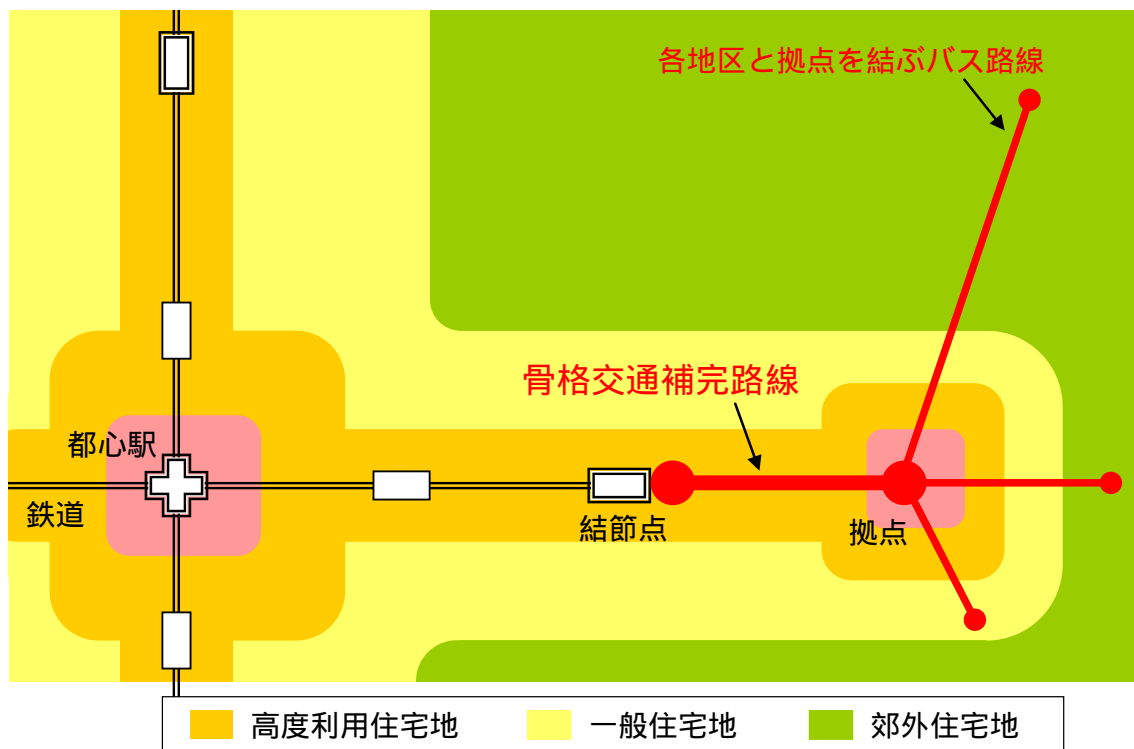 各地区と拠点を結ぶバス路線
骨格交通補完路線
都心駅
鉄道
結節点
拠点
高度利用住宅地
一般住宅地
郊外住宅地